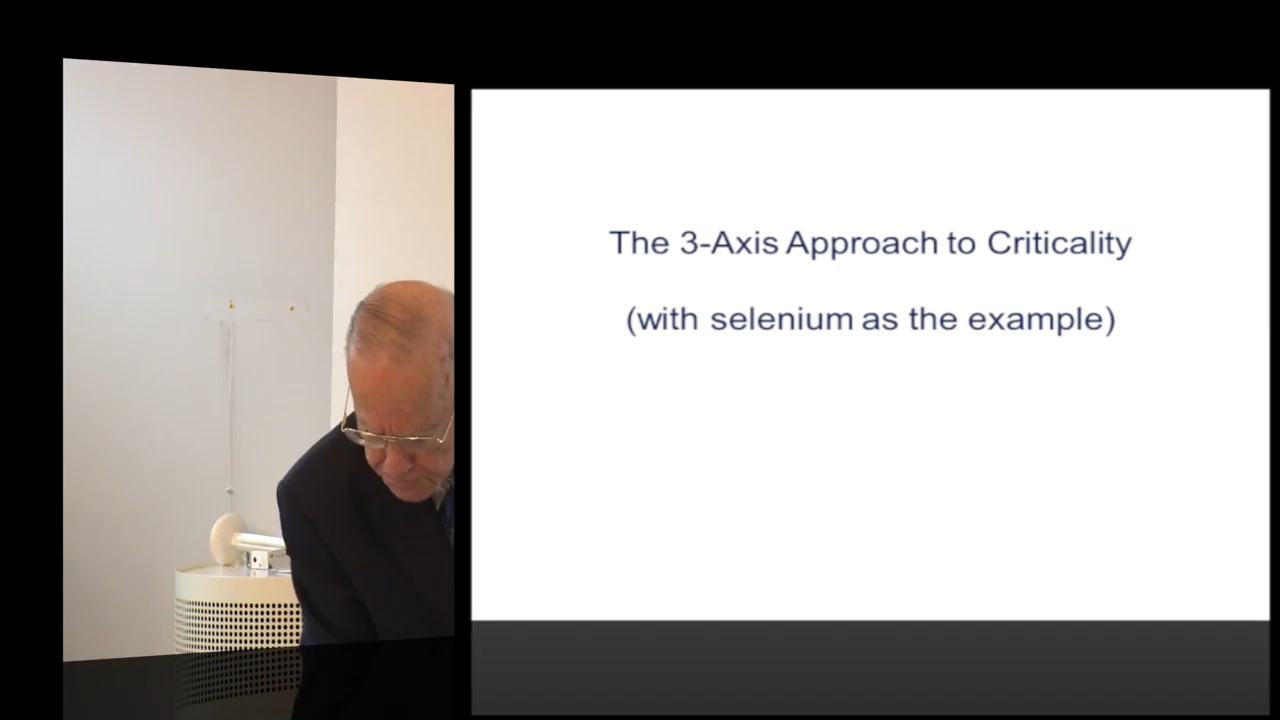 The 3-Axis Approach to Criticality
(with selenium as the example)